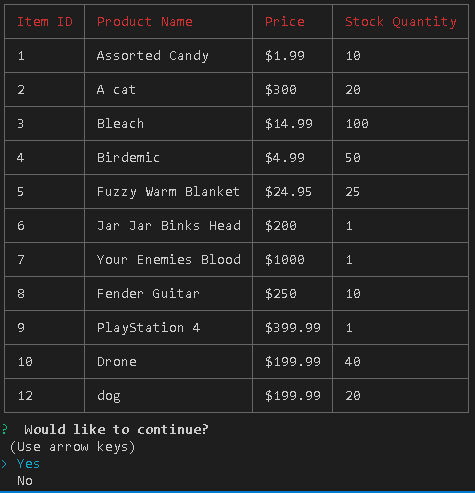 Item ID Product Name Price Stock Quantity
1 Assorted Candy $1.99 10
2 A cat $300 20
3 Bleach $14.99 100
4 Birdemic $4.99 50
5 Fuzzy Warm Blanket $24.95 25
6 Jar Jar Binks Head $200 1
7 Your Enemies Blood $1000 1
8 Fender Guitar $250 10
9 PlayStation 4 $399.99 1
10 Drone $199.99 40
12 dog $199.99 20
? Would like to continue?
(Use arrow keys)
> Yes
No